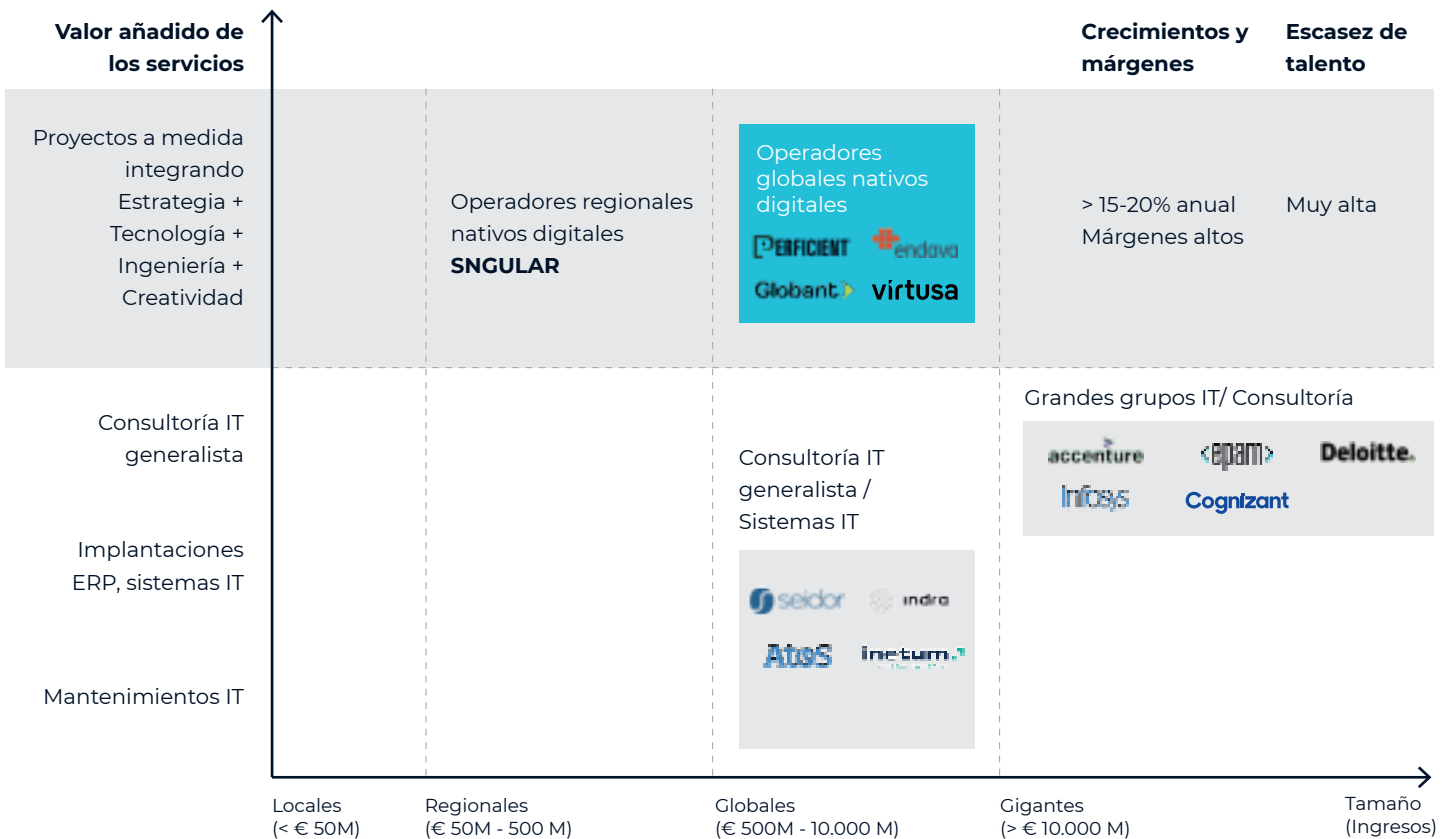 Valor añadido de
los servicios
Crecimientos y
márgenes
Escasez de
talento
Proyectos a medida
integrando
Estrategia +
Tecnología +
Ingeniería +
Creatividad
Operadores regionales
nativos digitales
SNGULAR
Operadores
globales nativos
digitales
PERFICIENT
endava
Globant
virtusa
> 15-20% anual
Márgenes altos
Muy alta
Consultoría IT
generalista
Implantaciones
ERP, sistemas IT
Mantenimientos IT
Consultoría IT
generalista /
Sistemas IT
seidor
indra
Atos
inetum.
Grandes grupos IT/ Consultoría
accenture
<epam>
Deloitte.
Infosys
Cognizant
Locales
(< € 50M)
Regionales
(€ 50M - 500 M)
Globales
(€ 500M - 10.000 M)
Gigantes
(> € 10.000 M)
Tamaño
(Ingresos)